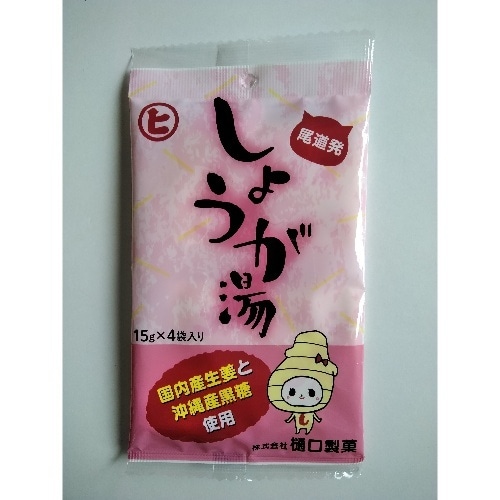 ヒ
尾道発
しょうが湯
15g×4袋入り
国内産生姜と
沖縄産黒糖
使用
し
株式会社 樋口製菓